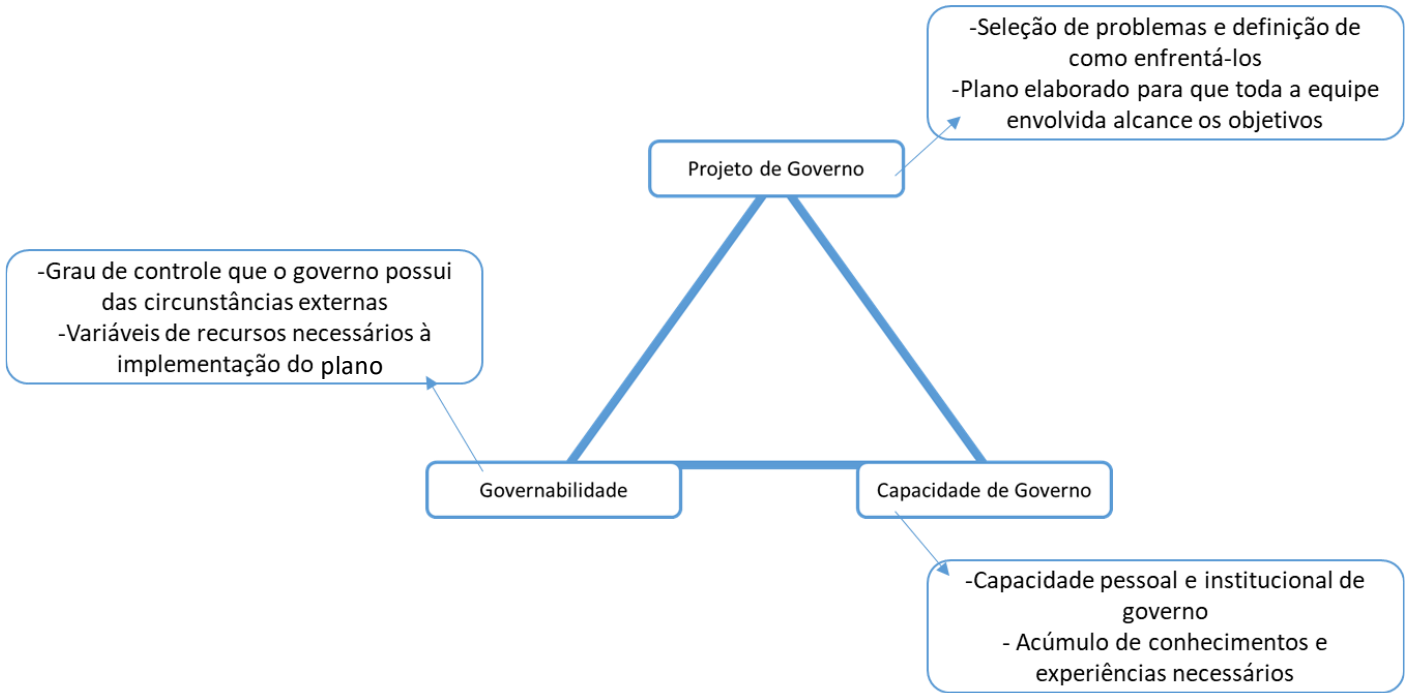 -Seleção de problemas e definição de
como enfrentá-los
-Plano elaborado para que toda a equipe
envolvida alcance os objetivos
Projeto de Governo
-Grau de controle que o governo possui
das circunstâncias externas
-Variáveis de recursos necessários à
implementação do plano
Governabilidade
Capacidade de Governo
-Capacidade pessoal e institucional de
governo
- Acúmulo de conhecimentos e
experiências necessários